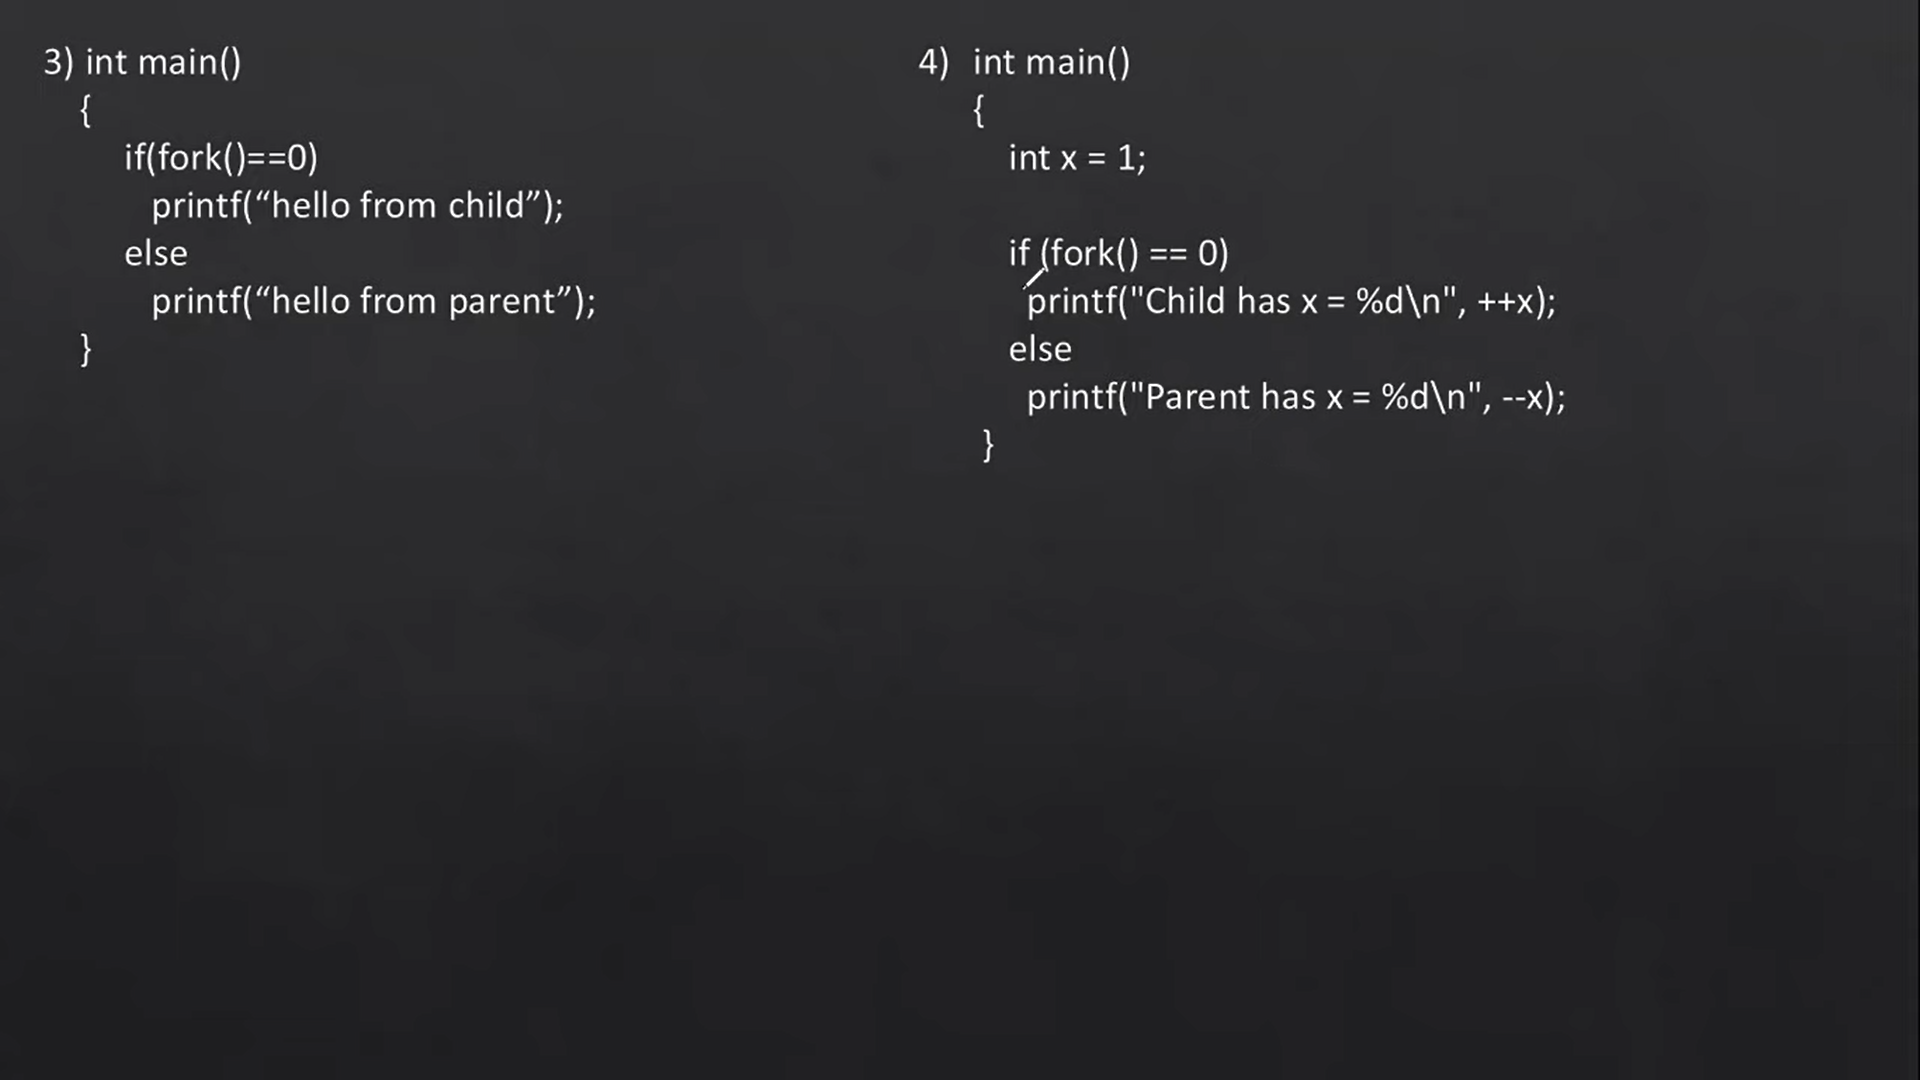 3) int main()
{
if(fork()==0)
printf(“hello from child”);
else
printf(“hello from parent”);
}
4) int main()
{
int x = 1;
if (fork() == 0)
printf("Child has x = %d\n", ++x);
else
printf("Parent has x = %d\n", --x);
}